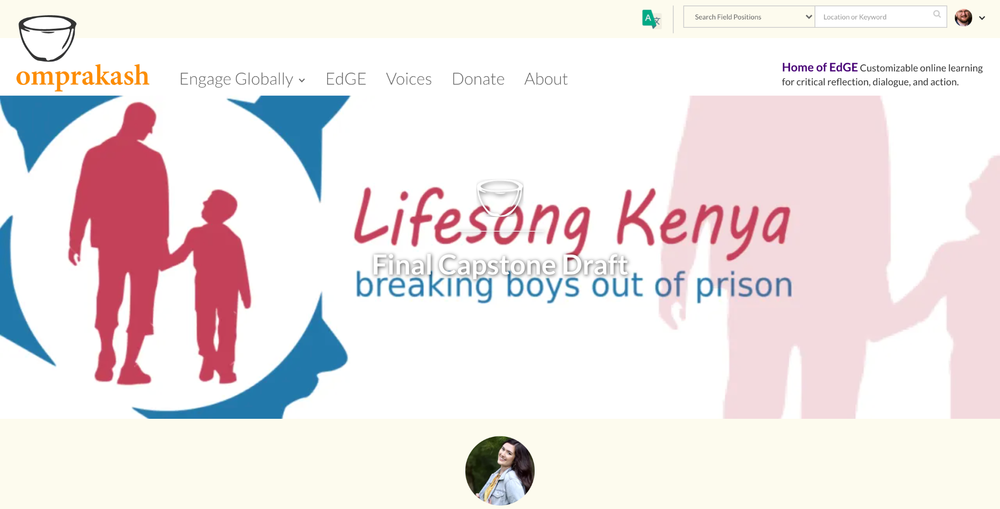 A 文
Search Field Positions
Location or Keyword
omprakash
Engage Globally
EdGE
Voices
Donate
About
Home of EdGE Customizable online learning
for critical reflection, dialogue, and action.
Lifesong Kenya
Final Capstone Draft
breaking boys out of prison